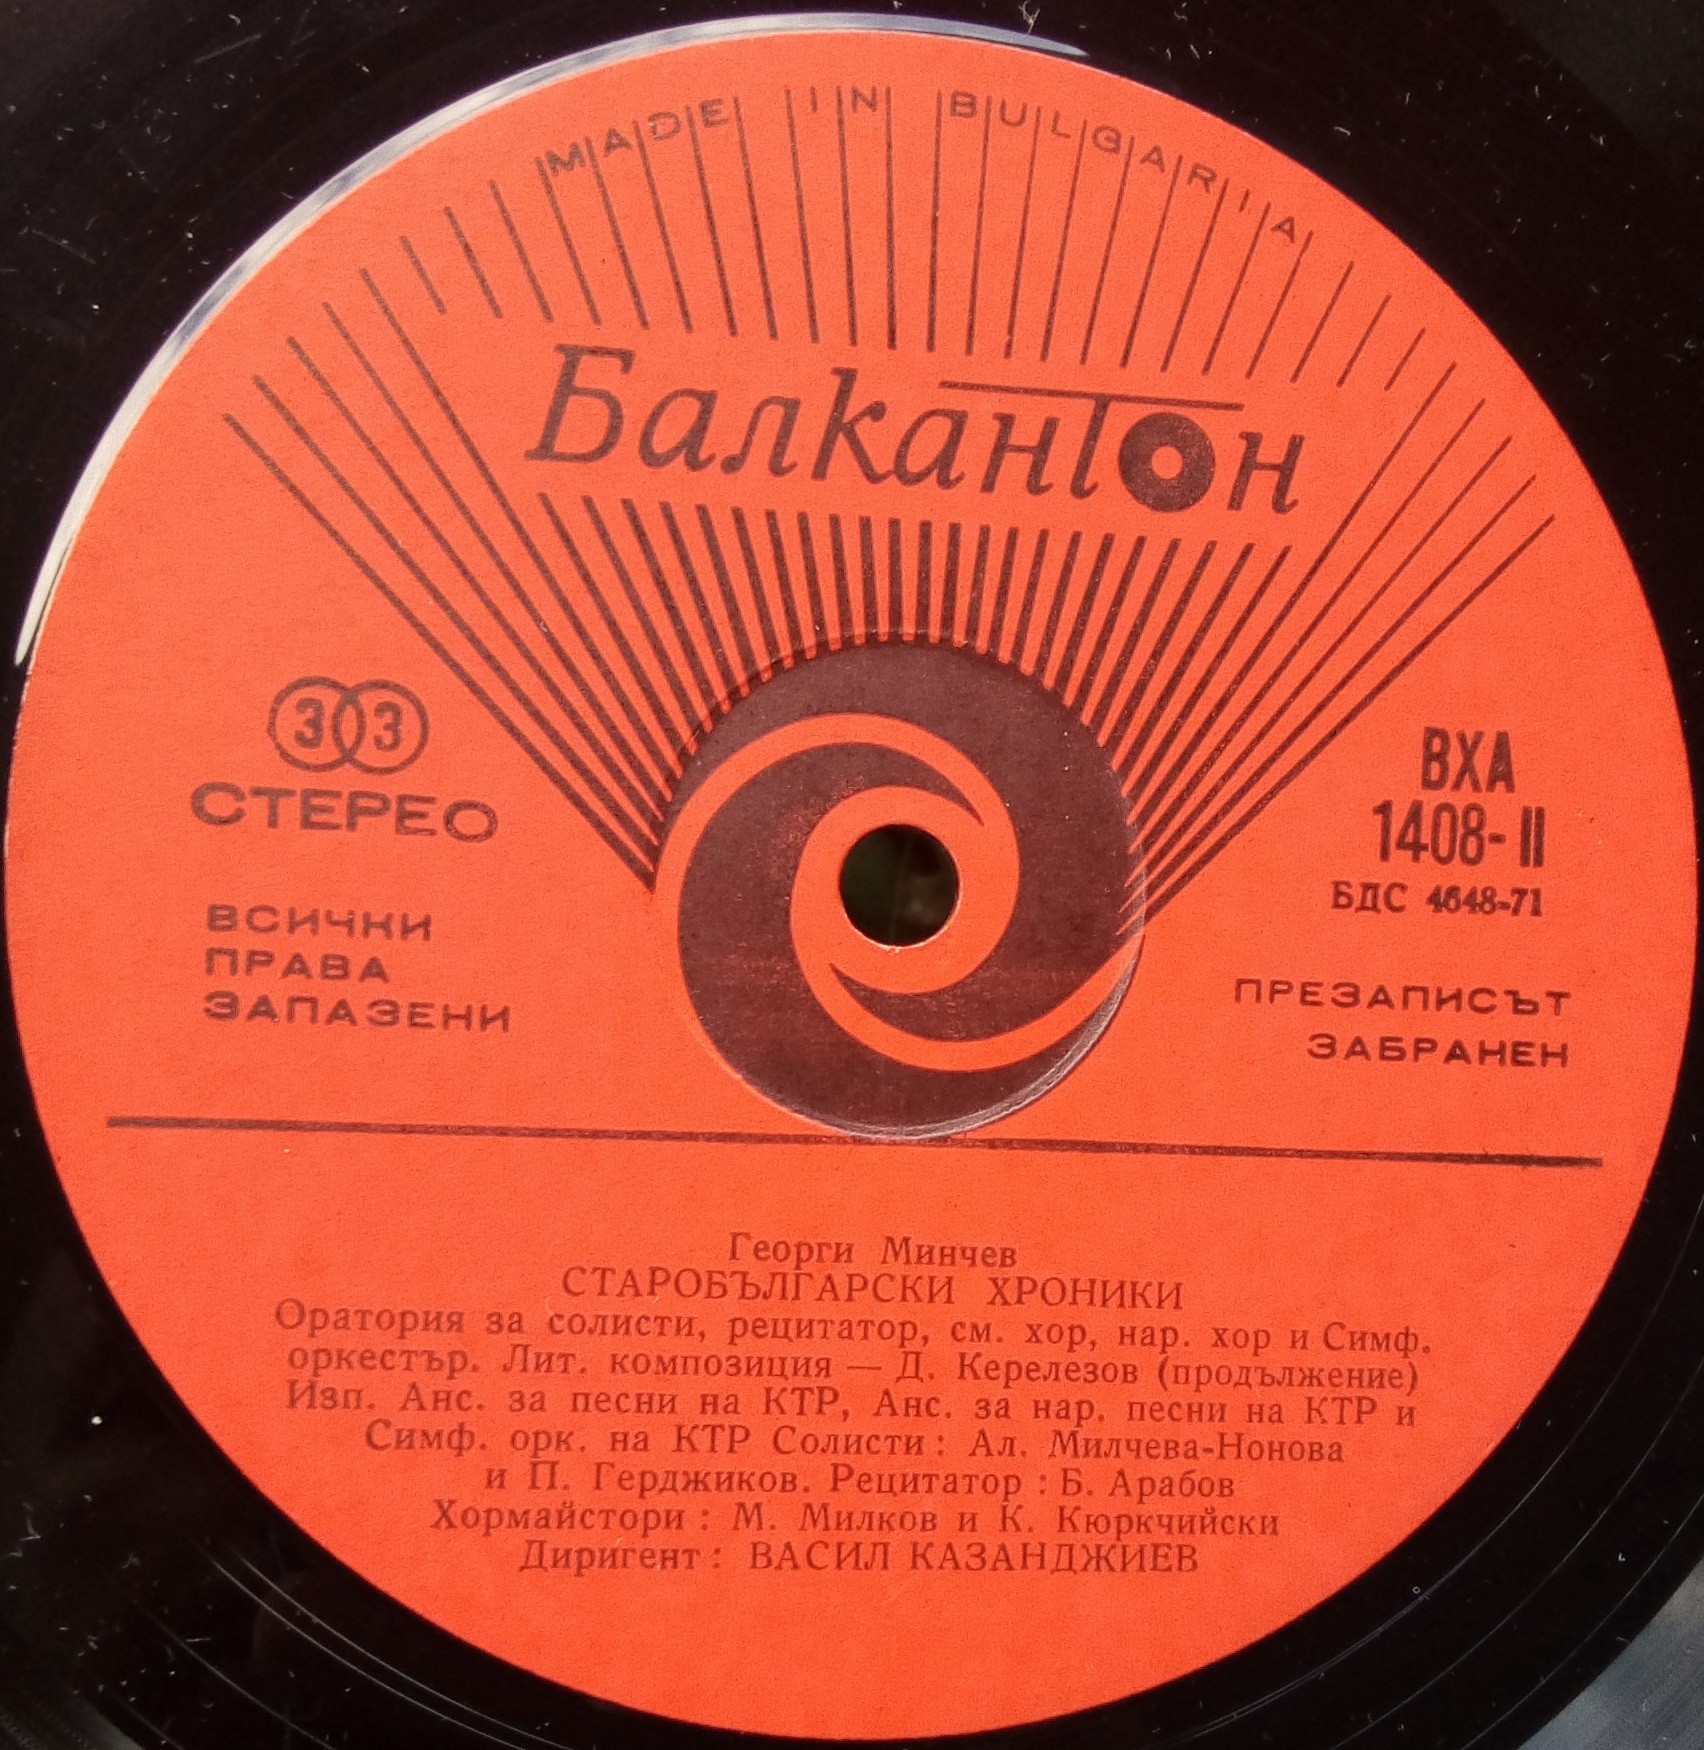 MADE IN BULGARIA
Балкантон
33
СТЕРЕО
ВСИЧКИ
ПРАВА
ЗАПАЗЕНИ
ВХА
1408-II
БДС 4648-71
ПРЕЗАПИСЪТ
ЗАБРАНЕН
Георги Минчев
СТАРОБЪЛГАРСКИ ХРОНИКИ
Оратория за солисти, рецитатор, см. хор, нар. хор и Симф.
оркестър. Лит. композиция — Д. Керелезов (продължение)
Изп. Анс. за песни на КТР, Анс. за нар. песни на КТР и
Симф. орк. на КТР Солисти: Ал. Милчева-Нонова
и П. Герджиков. Рецитатор: Б. Арабов
Хормайстори: М. Милков и К. Кюркчийски
Диригент: ВАСИЛ КАЗАНДЖИЕВ